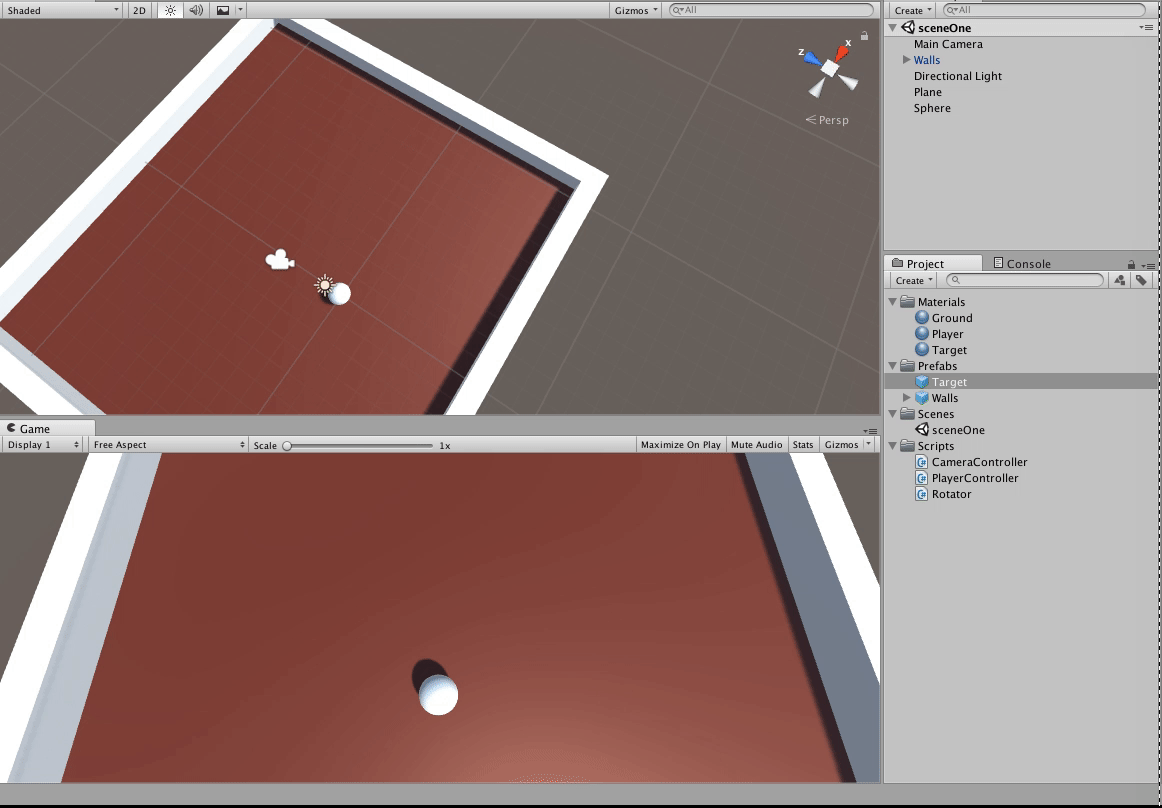 Shaded 2D Gizmos All
x
z
Persp
Game
Display 1 Free Aspect Scale 1x Maximize On Play Mute Audio Stats Gizmos
Create All
sceneOne
Main Camera
Walls
Directional Light
Plane
Sphere
Project Console
Create
Materials
Ground
Player
Target
Prefabs
Target
Walls
Scenes
sceneOne
Scripts
C# CameraController
C# PlayerController
C# Rotator